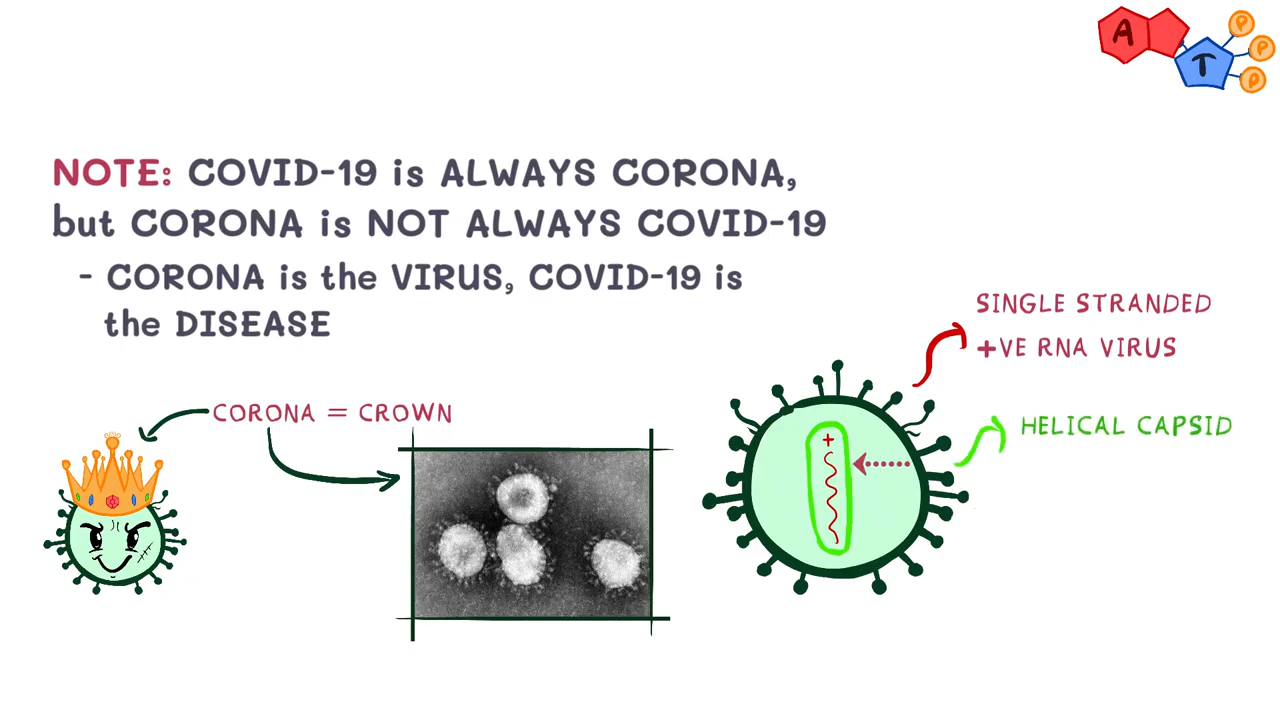 A T P P P
NOTE: COVID-19 is ALWAYS CORONA,
but CORONA is NOT ALWAYS COVID-19
- CORONA is the VIRUS, COVID-19 is
the DISEASE
SINGLE STRANDED
+VE RNA VIRUS
CORONA = CROWN
HELICAL CAPSID
+